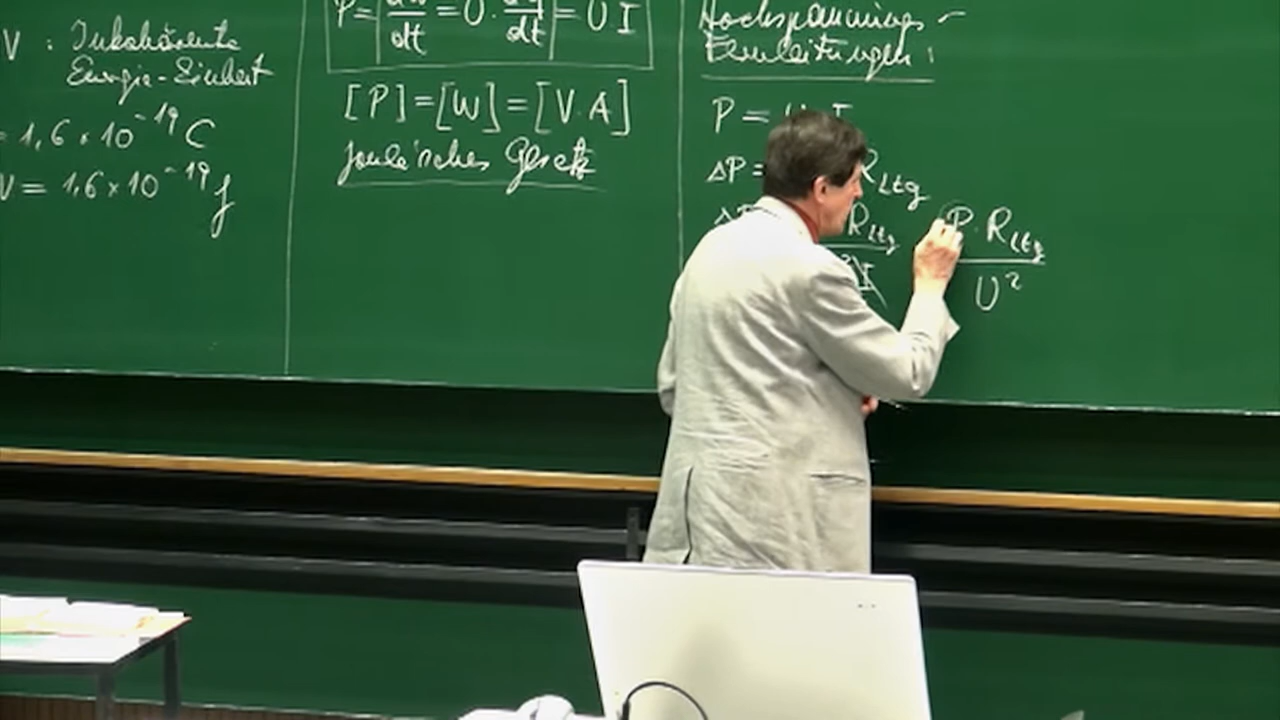 V : Inkohärente
Energie-Einheit
= 1,6 × 10⁻¹⁹ C
V = 1,6 × 10⁻¹⁹ J
P = dW/dt = U · dq/dt = U I
[P] = [W] = [V·A]
Joule'sches Gesetz
Hochspannungs-
Fernleitungen:
P = U · I
ΔP = R_Ltg
R_Ltg P · R_Ltg / U²